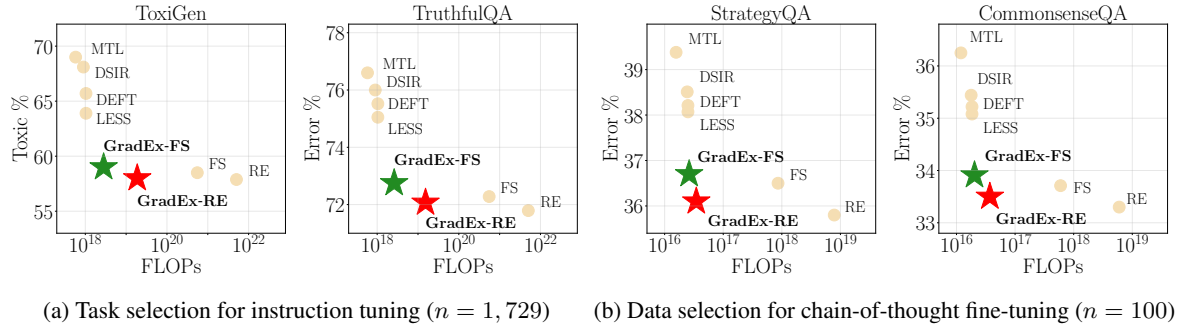 ToxiGen
70
65
60
55
Toxic %
MTL
DSIR
DEFT
LESS
GradEx-FS
FS
RE
GradEx-RE
10^18
10^20
10^22
FLOPs
TruthfulQA
78
76
74
72
Error %
MTL
DSIR
DEFT
LESS
GradEx-FS
FS
RE
GradEx-RE
10^18
10^20
10^22
FLOPs
(a) Task selection for instruction tuning (n = 1, 729)
StrategyQA
39
38
37
36
Error %
MTL
DSIR
DEFT
LESS
GradEx-FS
FS
RE
GradEx-RE
10^16
10^17
10^18
10^19
FLOPs
CommonsenseQA
36
35
34
33
Error %
MTL
DSIR
DEFT
LESS
GradEx-FS
FS
RE
GradEx-RE
10^16
10^17
10^18
10^19
FLOPs
(b) Data selection for chain-of-thought fine-tuning (n = 100)